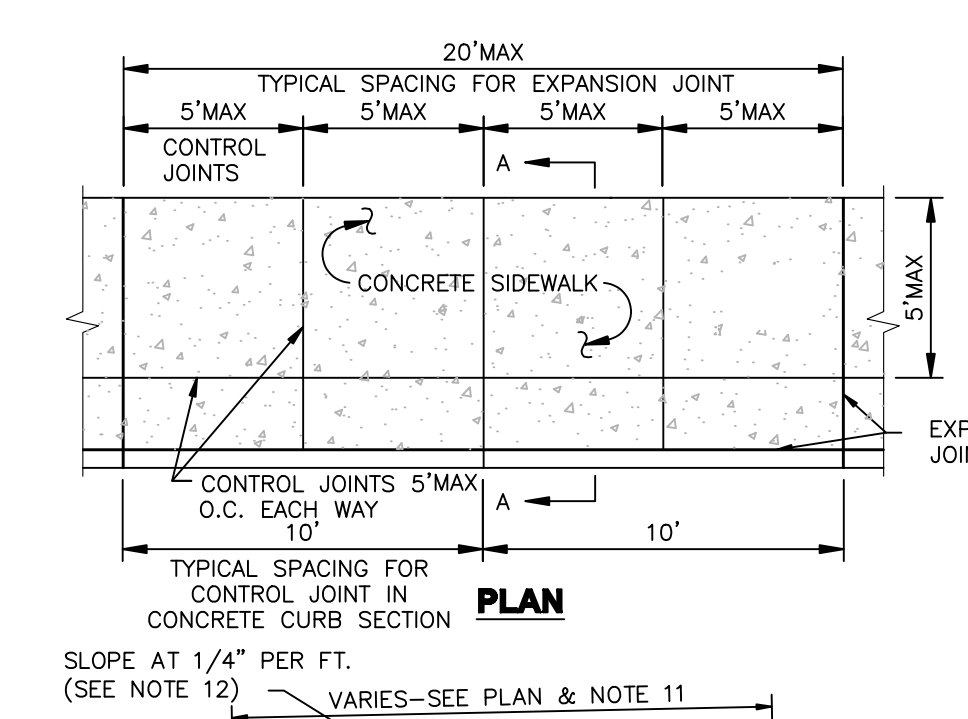 20'MAX
TYPICAL SPACING FOR EXPANSION JOINT
5'MAX 5'MAX 5'MAX 5'MAX
CONTROL
JOINTS
A
CONCRETE SIDEWALK
5'MAX
EXP
JOIN
CONTROL JOINTS 5'MAX
O.C. EACH WAY
A
10' 10'
TYPICAL SPACING FOR
CONTROL JOINT IN
CONCRETE CURB SECTION
PLAN
SLOPE AT 1/4" PER FT.
(SEE NOTE 12)
VARIES-SEE PLAN & NOTE 11